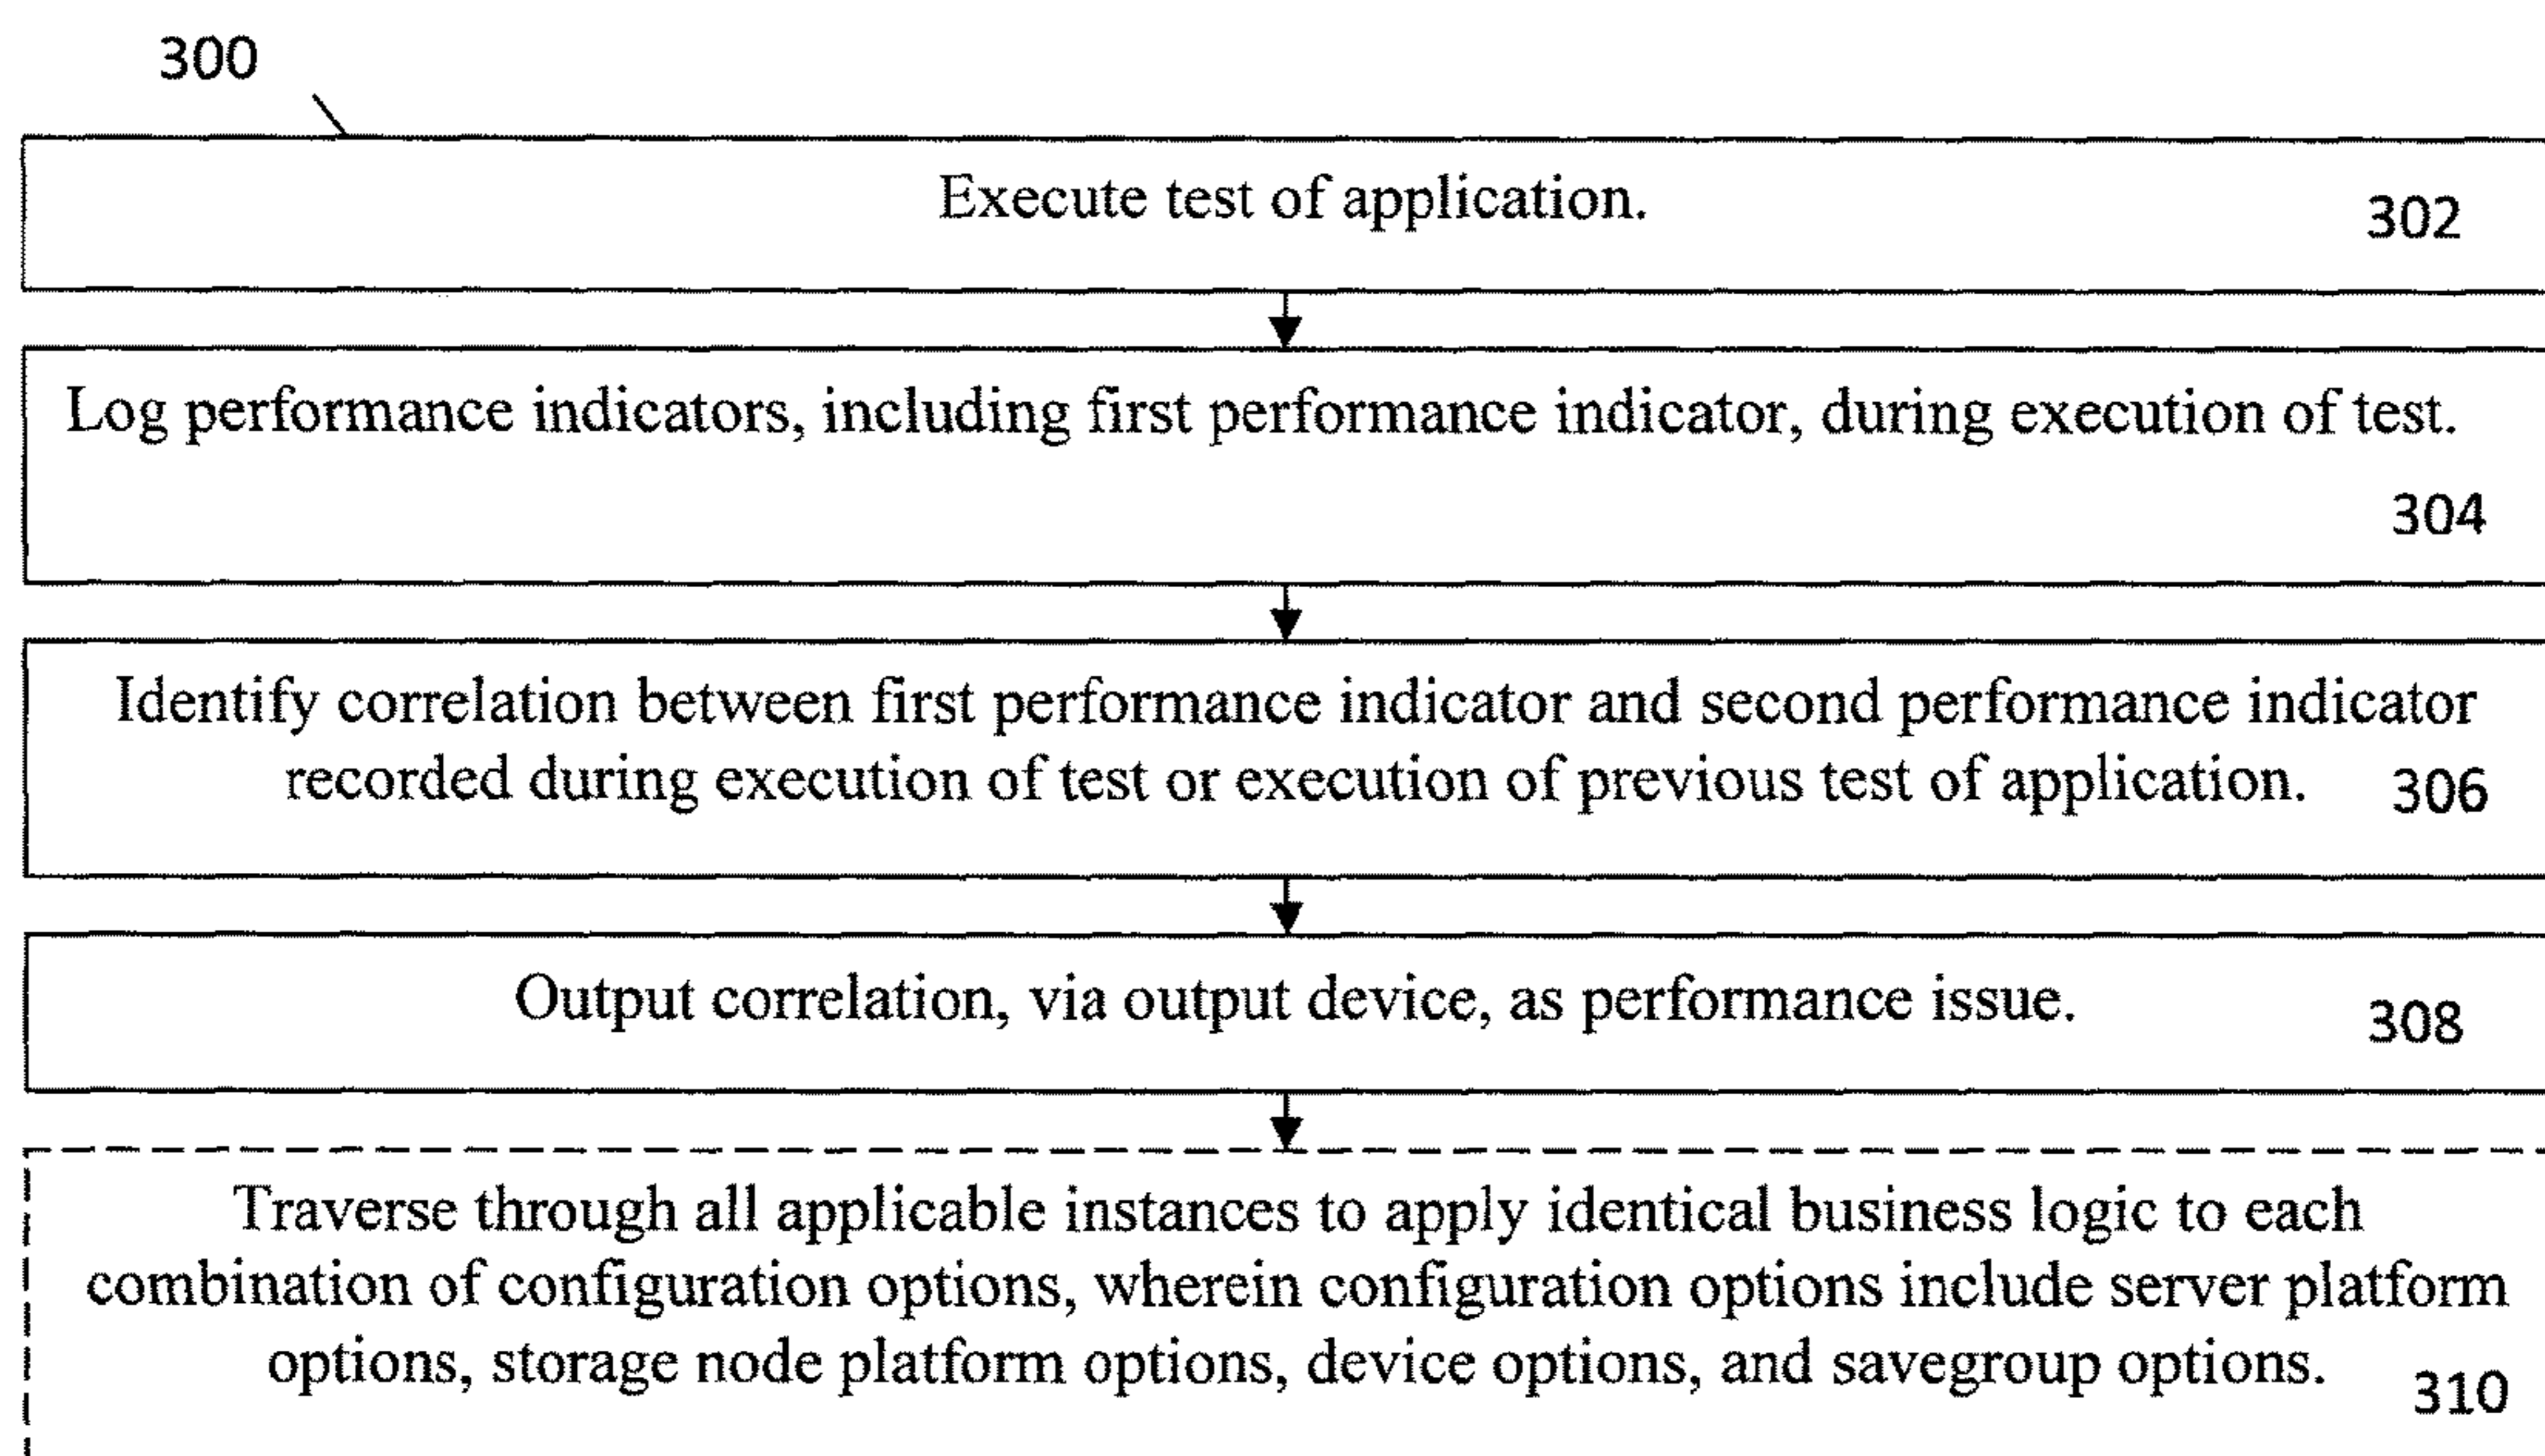 300
Execute test of application.
302
Log performance indicators, including first performance indicator, during execution of test.
304
Identify correlation between first performance indicator and second performance indicator
recorded during execution of test or execution of previous test of application.
306
Output correlation, via output device, as performance issue.
308
Traverse through all applicable instances to apply identical business logic to each
combination of configuration options, wherein configuration options include server platform
options, storage node platform options, device options, and savegroup options.
310